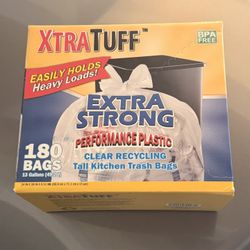 XTRATUFF™
BPA
FREE
EASILY HOLDS
Heavy Loads!
EXTRA
STRONG
PERFORMANCE PLASTIC
180
BAGS
CLEAR RECYCLING
Tall Kitchen Trash Bags
XTRATUFF